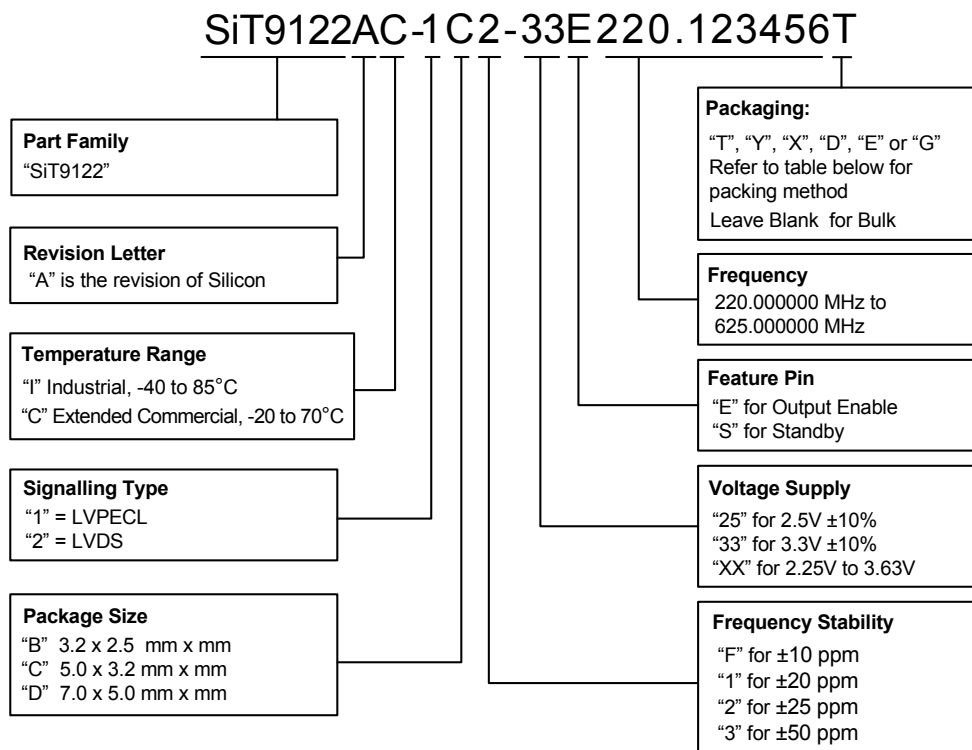 SiT9122AC-1C2-33E220.123456T
Part Family
“SiT9122”
Revision Letter
“A” is the revision of Silicon
Temperature Range
“I” Industrial, -40 to 85°C
“C” Extended Commercial, -20 to 70°C
Signalling Type
“1” = LVPECL
“2” = LVDS
Package Size
“B” 3.2 x 2.5 mm x mm
“C” 5.0 x 3.2 mm x mm
“D” 7.0 x 5.0 mm x mm
Packaging:
“T”, “Y”, “X”, “D”, “E” or “G”
Refer to table below for
packing method
Leave Blank for Bulk
Frequency
220.000000 MHz to
625.000000 MHz
Feature Pin
“E” for Output Enable
“S” for Standby
Voltage Supply
“25” for 2.5V ±10%
“33” for 3.3V ±10%
“XX” for 2.25V to 3.63V
Frequency Stability
“F” for ±10 ppm
“1” for ±20 ppm
“2” for ±25 ppm
“3” for ±50 ppm